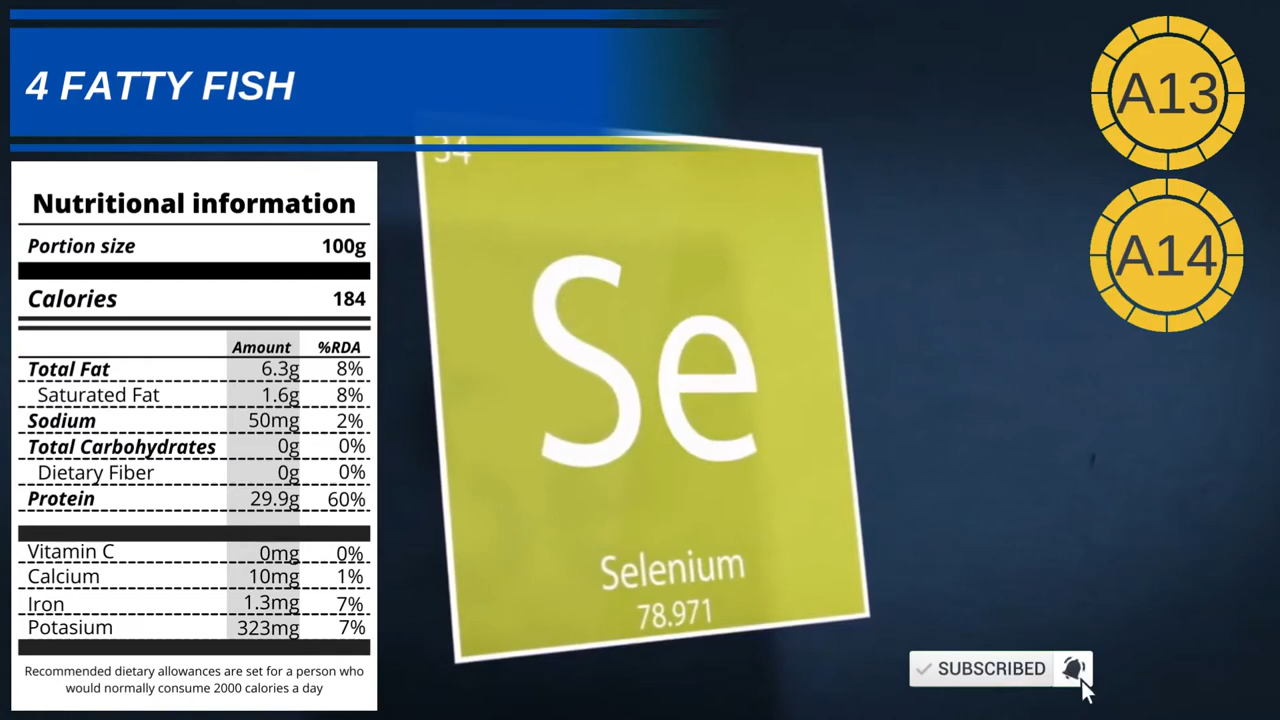 4 FATTY FISH
A13
A14
Nutritional information
Portion size 100g
Calories 184
Amount %RDA
Total Fat 6.3g 8%
Saturated Fat 1.6g 8%
Sodium 50mg 2%
Total Carbohydrates 0g 0%
Dietary Fiber 0g 0%
Protein 29.9g 60%
Vitamin C 0mg 0%
Calcium 10mg 1%
Iron 1.3mg 7%
Potasium 323mg 7%
Recommended dietary allowances are set for a person who
would normally consume 2000 calories a day
34
Se
Selenium
78.971
SUBSCRIBED